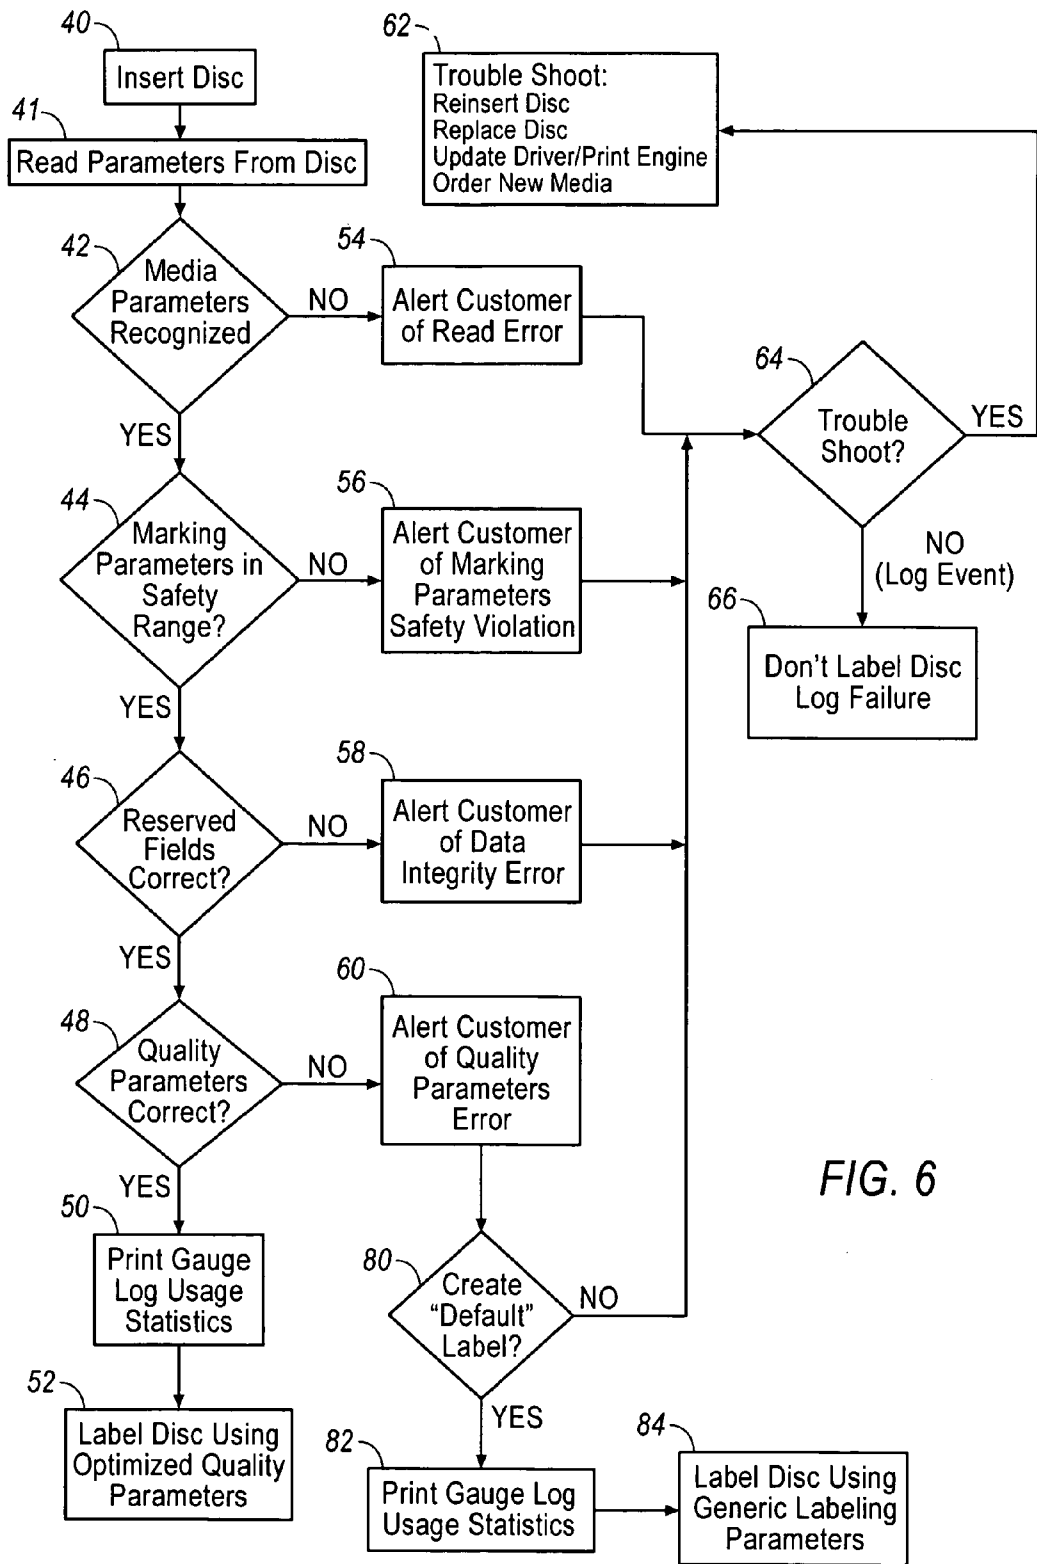 40
Insert Disc
41
Read Parameters From Disc
42
Media
Parameters
Recognized
NO
YES
54
Alert Customer
of Read Error
62
Trouble Shoot:
Reinsert Disc
Replace Disc
Update Driver/Print Engine
Order New Media
64
Trouble
Shoot?
YES
NO
(Log Event)
66
Don't Label Disc
Log Failure
44
Marking
Parameters in
Safety
Range?
NO
YES
56
Alert Customer
of Marking
Parameters
Safety Violation
46
Reserved
Fields
Correct?
NO
YES
58
Alert Customer
of Data
Integrity Error
48
Quality
Parameters
Correct?
NO
YES
60
Alert Customer
of Quality
Parameters
Error
50
Print Gauge
Log Usage
Statistics
52
Label Disc Using
Optimized Quality
Parameters
80
Create
“Default”
Label?
NO
YES
82
Print Gauge Log
Usage Statistics
84
Label Disc Using
Generic Labeling
Parameters
FIG. 6